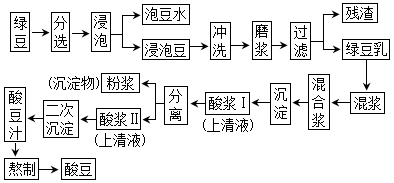 绿豆
分选
浸泡
泡豆水
浸泡豆
冲洗
磨浆
过滤
残渣
绿豆乳
混浆
混合浆
沉淀
酸浆Ⅰ
(上清液)
分离
(沉淀物)
粉浆
酸浆Ⅱ
(上清液)
二次沉淀
酸豆汁
熬制
酸豆